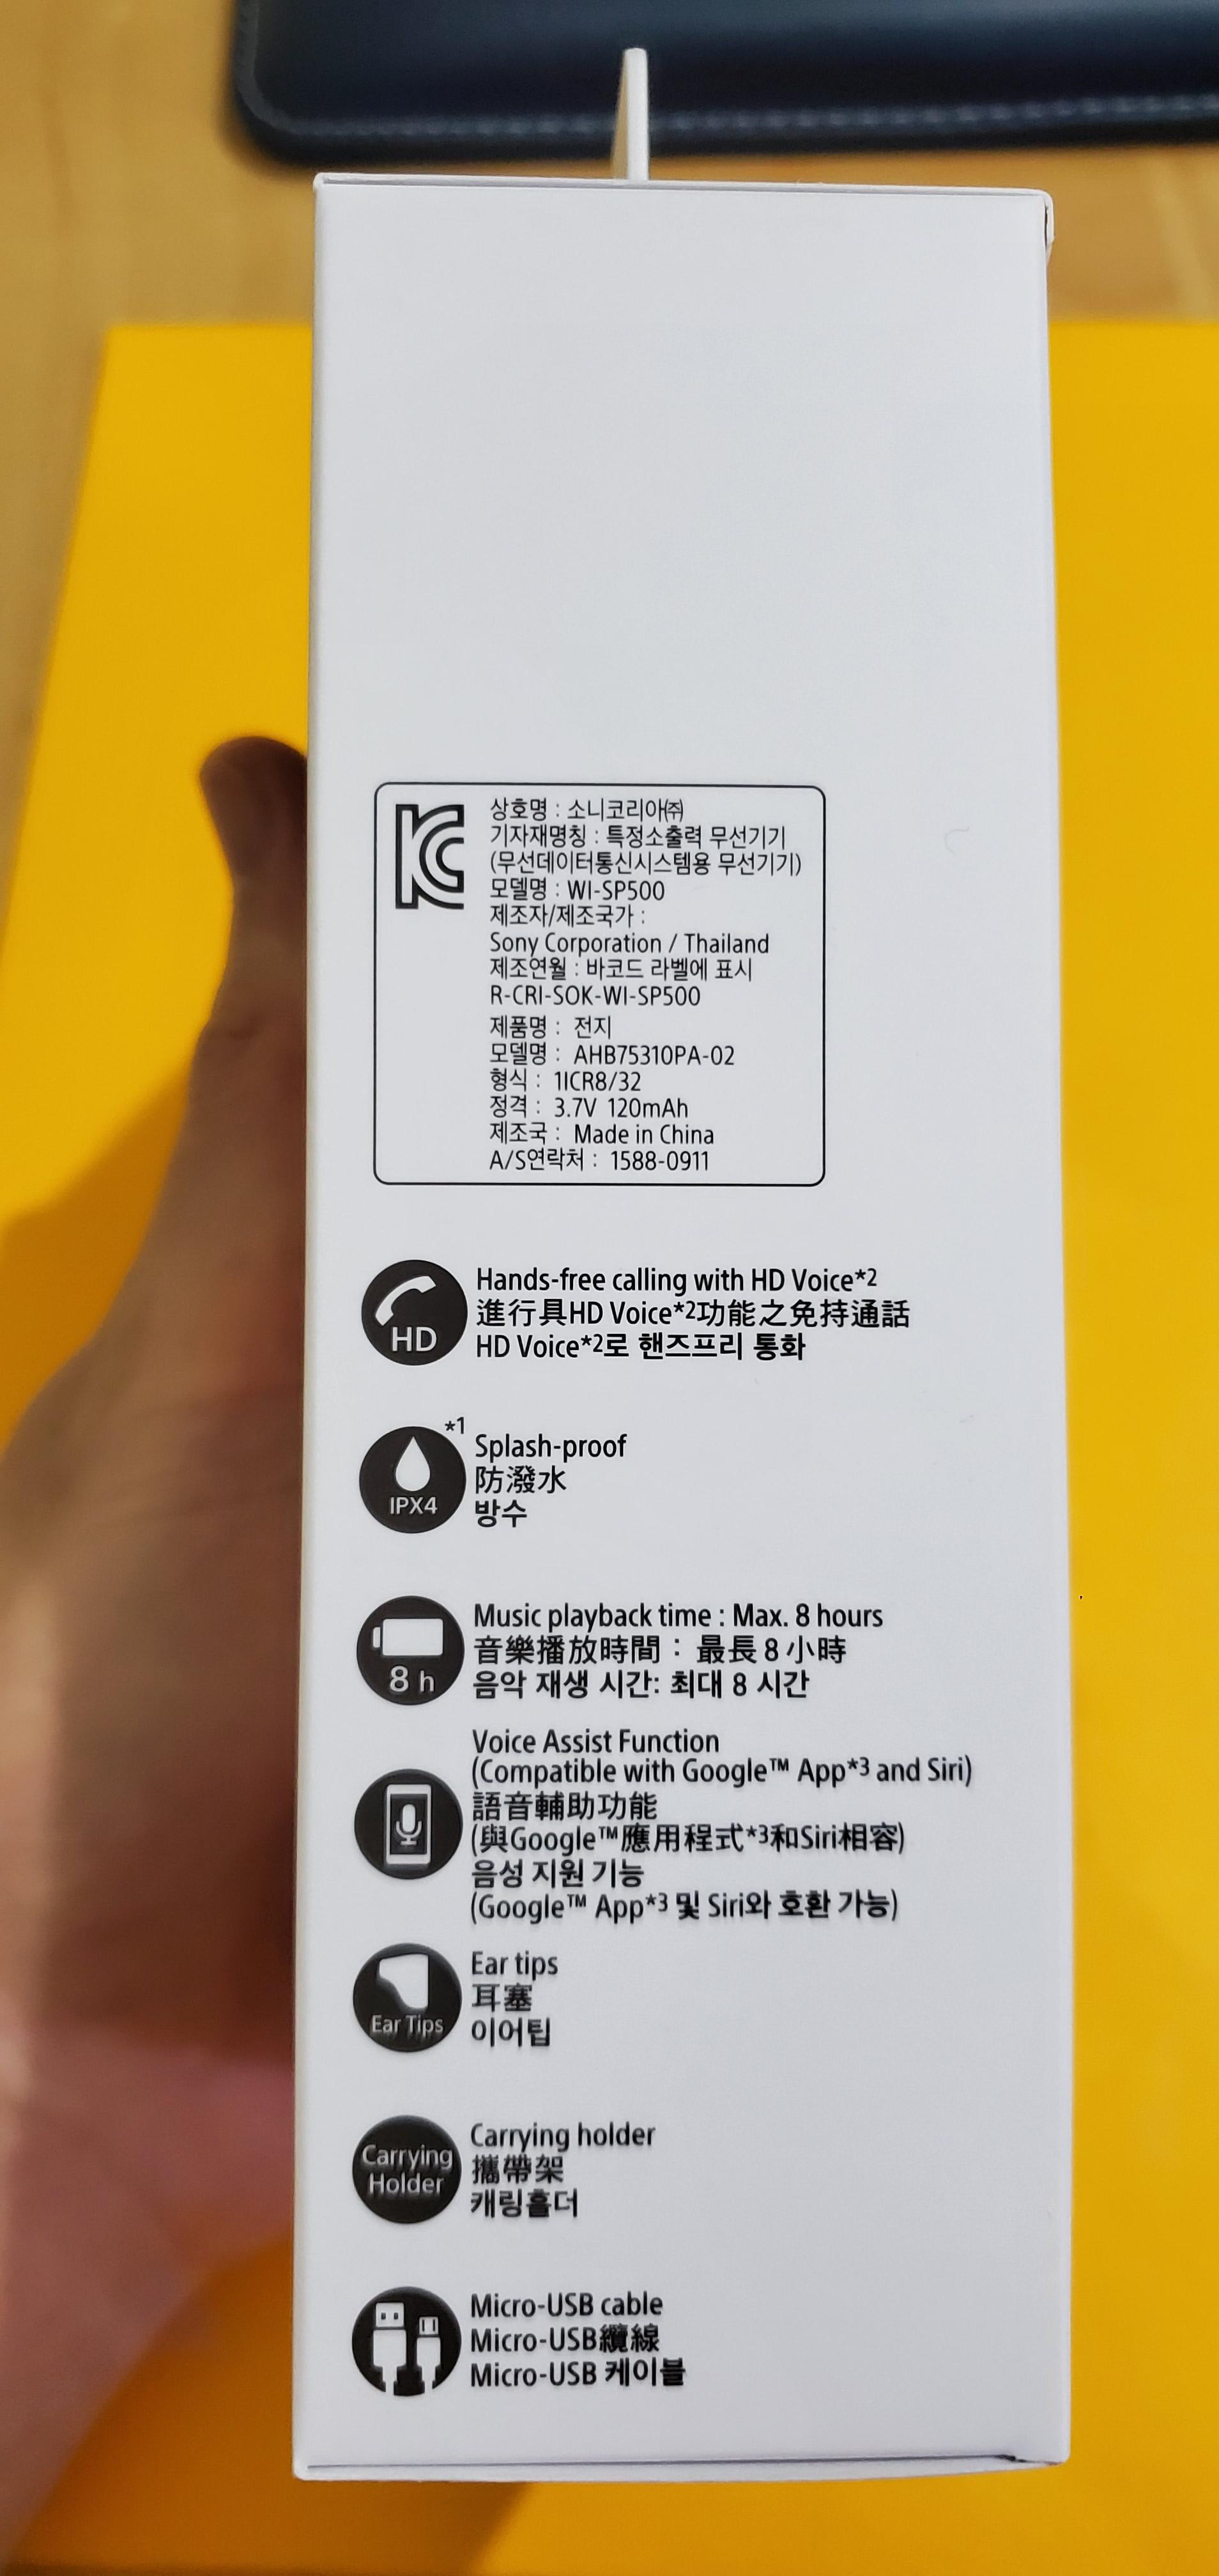 상호명 : 소니코리아㈜
기자재명칭 : 특정소출력 무선기기
(무선데이터통신시스템용 무선기기)
모델명 : WI-SP500
제조자/제조국가 :
Sony Corporation / Thailand
제조연월 : 바코드 라벨에 표시
R-CRI-SOK-WI-SP500
제품명 : 전지
모델명 : AHB75310PA-02
형식 : 1ICR8/32
정격 : 3.7V 120mAh
제조국 : Made in China
A/S연락처 : 1588-0911
HD
Hands-free calling with HD Voice*2
進行具HD Voice*2功能之免持通話
HD Voice*2로 핸즈프리 통화
*1
IPX4
Splash-proof
防潑水
방수
8 h
Music playback time : Max. 8 hours
音樂播放時間 : 最長 8 小時
음악 재생 시간: 최대 8 시간
Voice Assist Function
(Compatible with Google™ App*3 and Siri)
語音輔助功能
(與Google™應用程式*3和Siri相容)
음성 지원 기능
(Google™ App*3 및 Siri와 호환 가능)
Ear Tips
Ear tips
耳塞
이어팁
Carrying
Holder
Carrying holder
攜帶架
캐링홀더
Micro-USB cable
Micro-USB纜線
Micro-USB 케이블